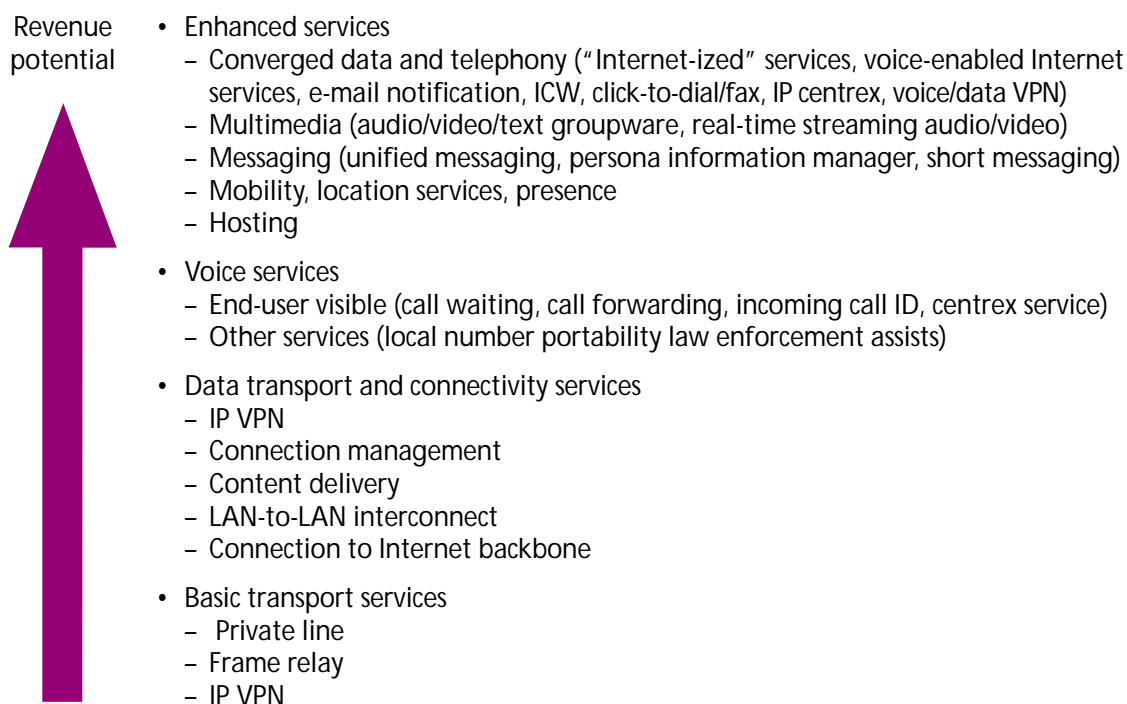 Revenue
potential
• Enhanced services
– Converged data and telephony (“Internet-ized” services, voice-enabled Internet
services, e-mail notification, ICW, click-to-dial/fax, IP centrex, voice/data VPN)
– Multimedia (audio/video/text groupware, real-time streaming audio/video)
– Messaging (unified messaging, persona information manager, short messaging)
– Mobility, location services, presence
– Hosting
• Voice services
– End-user visible (call waiting, call forwarding, incoming call ID, centrex service)
– Other services (local number portability law enforcement assists)
• Data transport and connectivity services
– IP VPN
– Connection management
– Content delivery
– LAN-to-LAN interconnect
– Connection to Internet backbone
• Basic transport services
– Private line
– Frame relay
– IP VPN